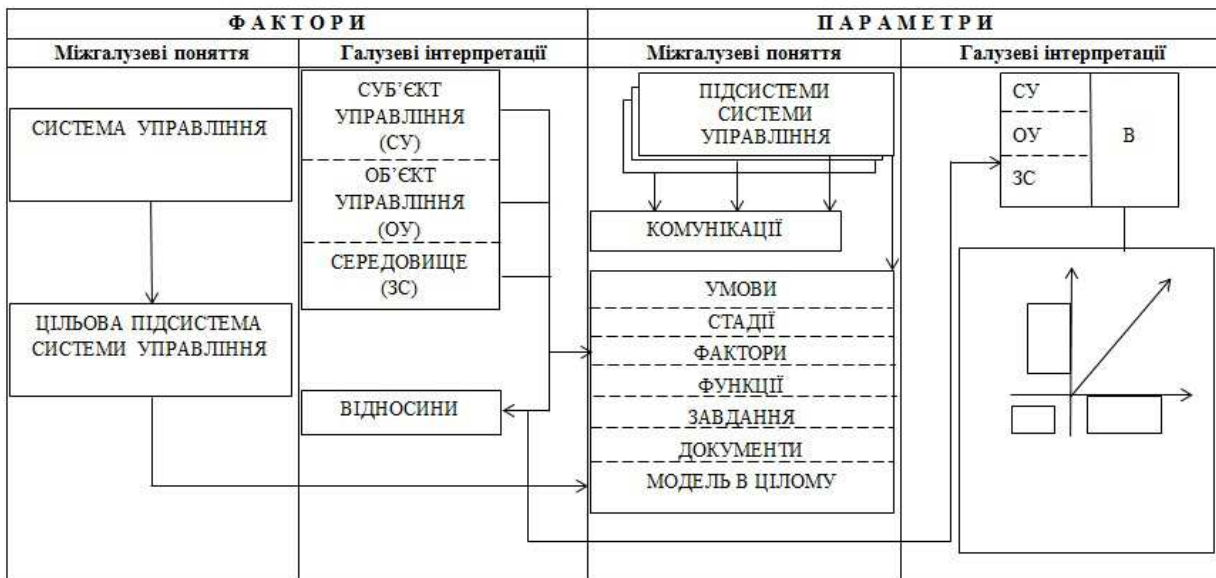 Ф А К Т О Р И
П А Р А М Е Т Р И
Міжгалузеві поняття
Галузеві інтерпретації
Міжгалузеві поняття
Галузеві інтерпретації
СИСТЕМА УПРАВЛІННЯ
ЦІЛЬОВА ПІДСИСТЕМА
СИСТЕМИ УПРАВЛІННЯ
СУБ’ЄКТ
УПРАВЛІННЯ
(СУ)
ОБ’ЄКТ
УПРАВЛІННЯ
(ОУ)
СЕРЕДОВИЩЕ
(ЗС)
ВІДНОСИНИ
ПІДСИСТЕМИ
СИСТЕМИ
УПРАВЛІННЯ
КОМУНІКАЦІЇ
УМОВИ
СТАДІЇ
ФАКТОРИ
ФУНКЦІЇ
ЗАВДАННЯ
ДОКУМЕНТИ
МОДЕЛЬ В ЦІЛОМУ
СУ
ОУ
ЗС
В